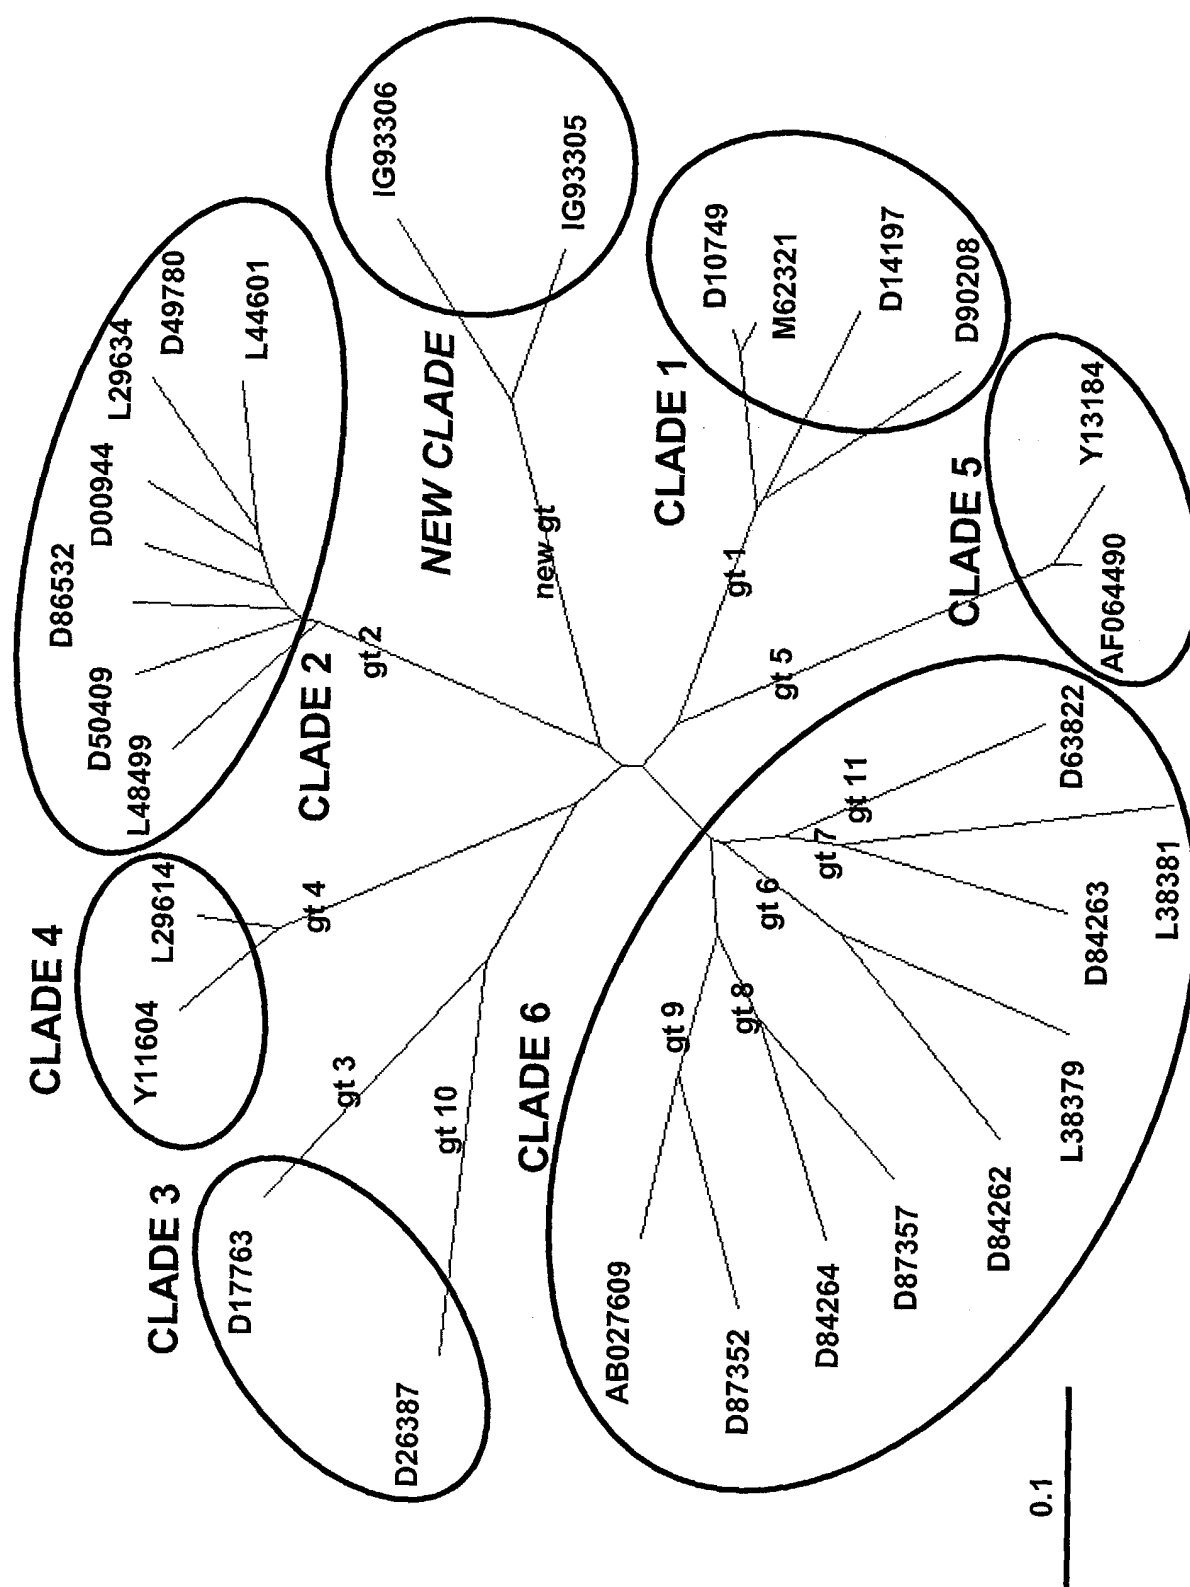 CLADE 4
Y11604
L29614
gt 4
CLADE 2
L48499
D50409
D86532
D00944
L29634
D49780
L44601
gt 2
NEW CLADE
IG93306
IG93305
new gt
CLADE 1
D10749
M62321
D14197
D90208
gt 1
CLADE 5
Y13184
AF064490
gt 5
CLADE 3
D17763
D26387
gt 3
gt 10
CLADE 6
gt 9
gt 8
gt 6
gt 7
gt 11
AB027609
D87352
D84264
D87357
D84262
L38379
D84263
L38381
D63822
0.1